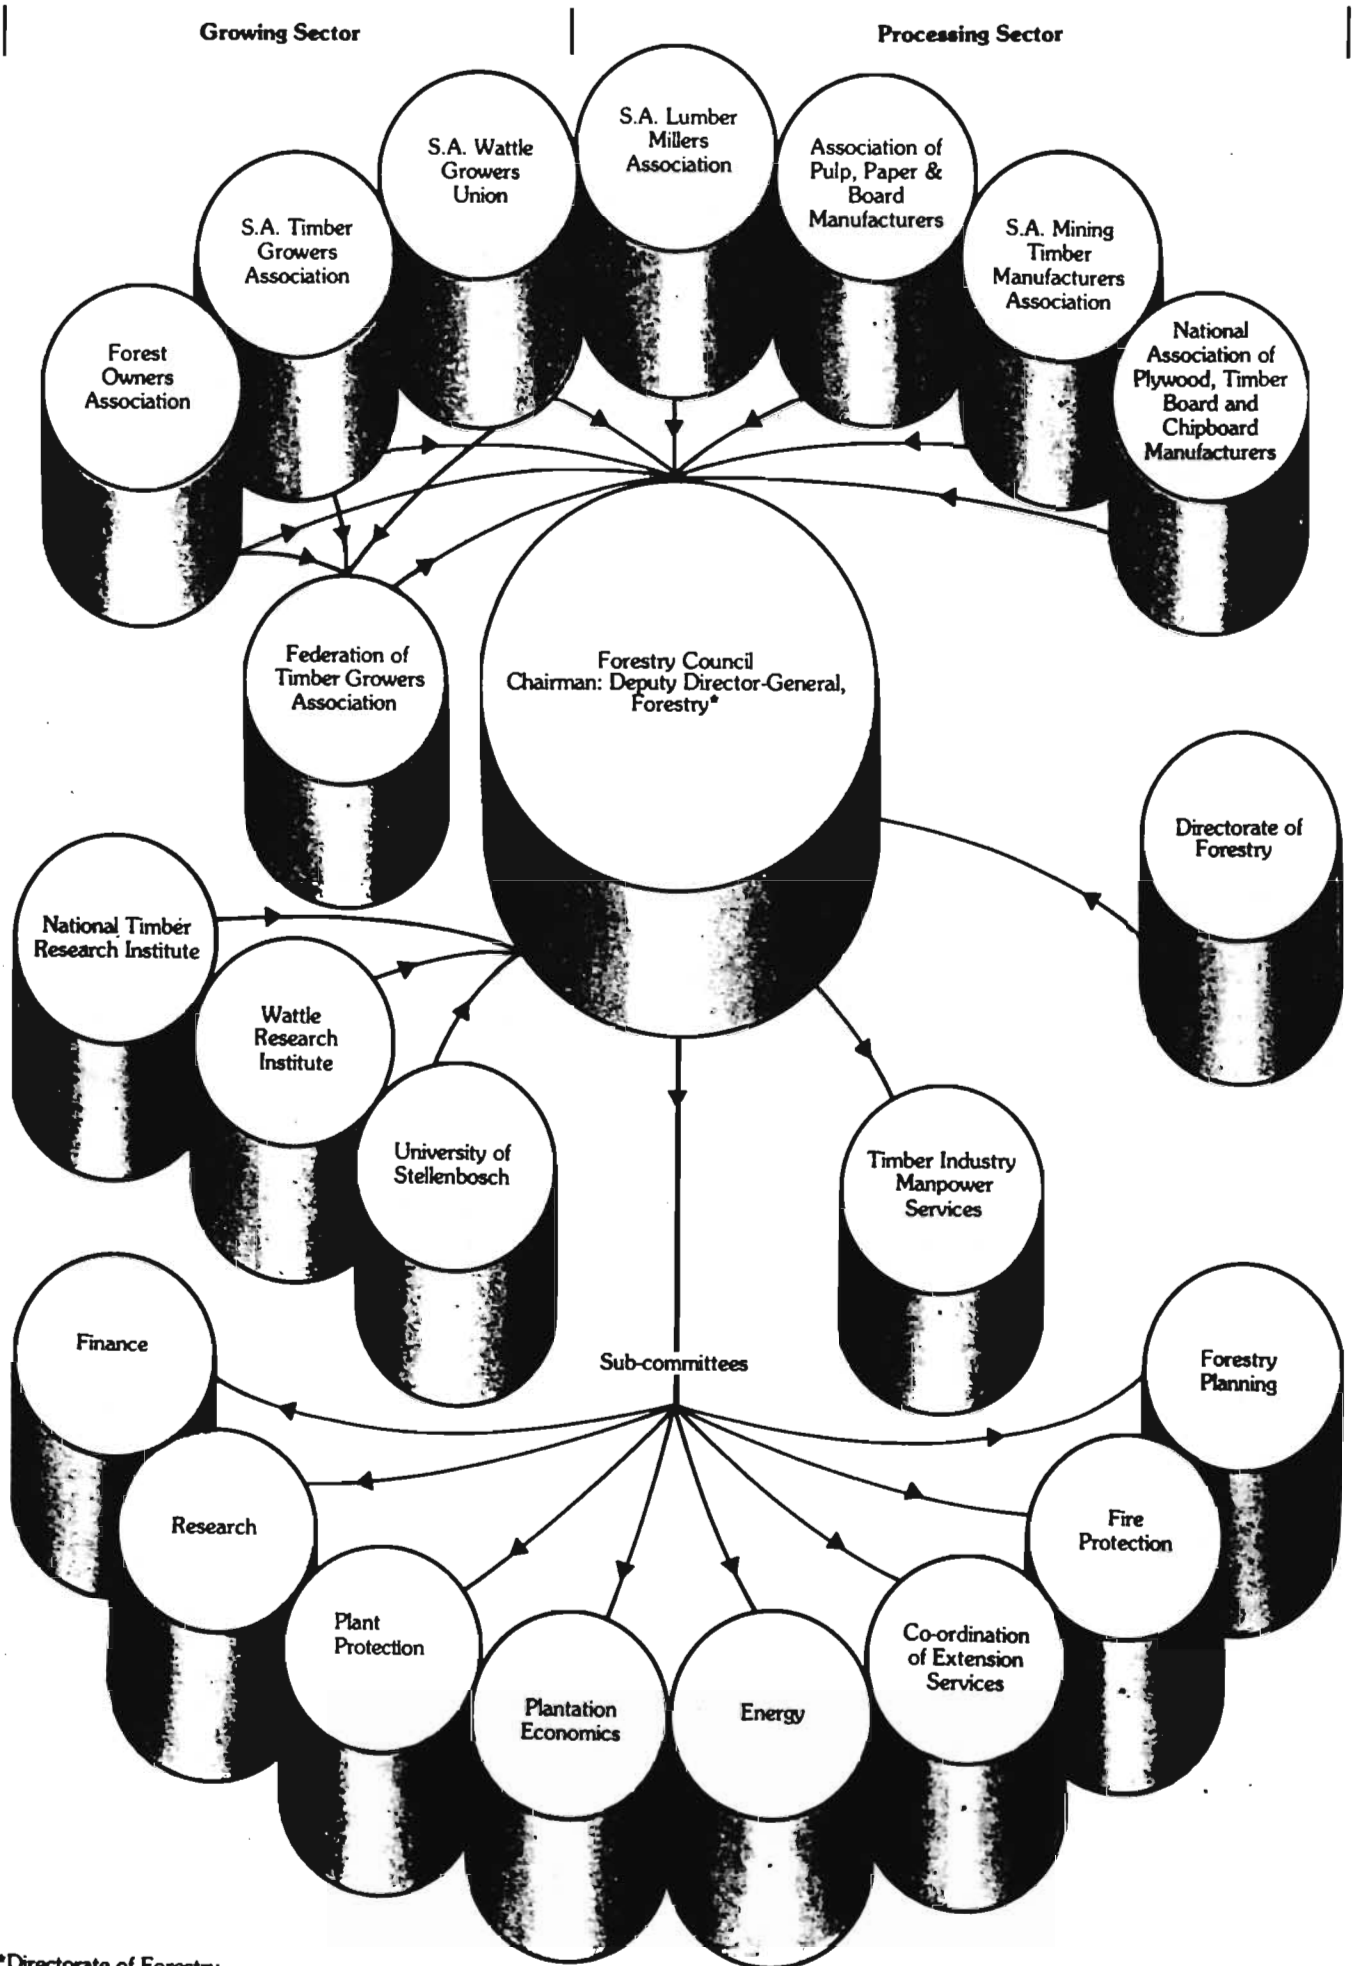 Growing Sector
Processing Sector
S.A. Lumber
Millers
Association
S.A. Wattle
Growers
Union
Association of
Pulp, Paper &
Board
Manufacturers
S.A. Timber
Growers
Association
S.A. Mining
Timber
Manufacturers
Association
Forest
Owners
Association
National
Association of
Plywood, Timber
Board and
Chipboard
Manufacturers
Federation of
Timber Growers
Association
Forestry Council
Chairman: Deputy Director-General,
Forestry*
Directorate of
Forestry
National Timber
Research Institute
Wattle
Research
Institute
University of
Stellenbosch
Timber Industry
Manpower
Services
Sub-committees
Finance
Forestry
Planning
Research
Fire
Protection
Plant
Protection
Co-ordination
of Extension
Services
Plantation
Economics
Energy
*Directorate of Forestry